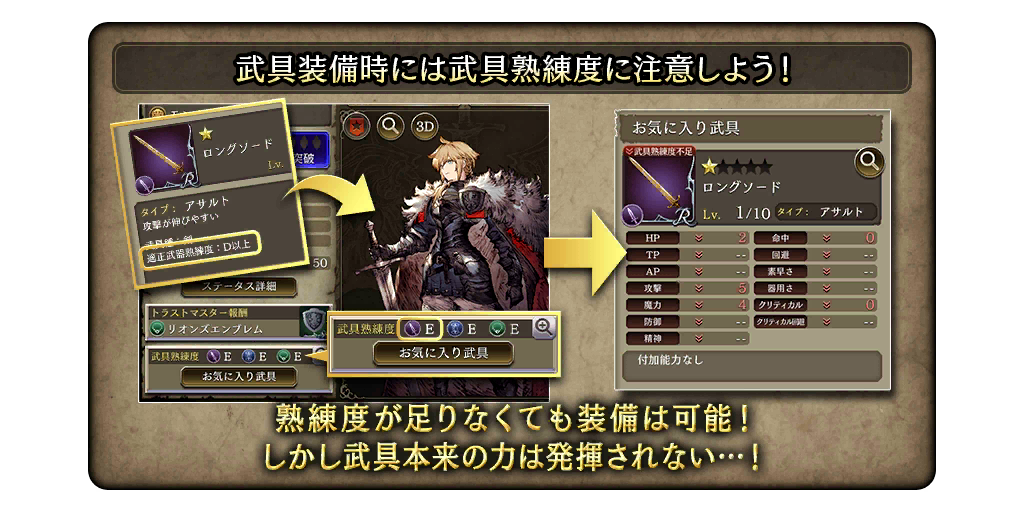 武具装備時には武具熟練度に注意しよう！
ロングソード
Lv.
タイプ： アサルト
攻撃が伸びやすい
適正武器熟練度：D以上
突破
50
ステータス詳細
トラストマスター報酬
リオンズエンブレム
武具熟練度 E E E
お気に入り武具
3D
武具熟練度 E E E
お気に入り武具
お気に入り武具
武具熟練度不足
R
ロングソード
Lv. 1/10 タイプ： アサルト
HP 2 命中 0
TP -- 回避 --
AP -- 素早さ --
攻撃 5 器用さ --
魔力 4 クリティカル 0
防御 -- クリティカル回避 --
精神 --
付加能力なし
熟練度が足りなくても装備は可能！
しかし武具本来の力は発揮されない…！